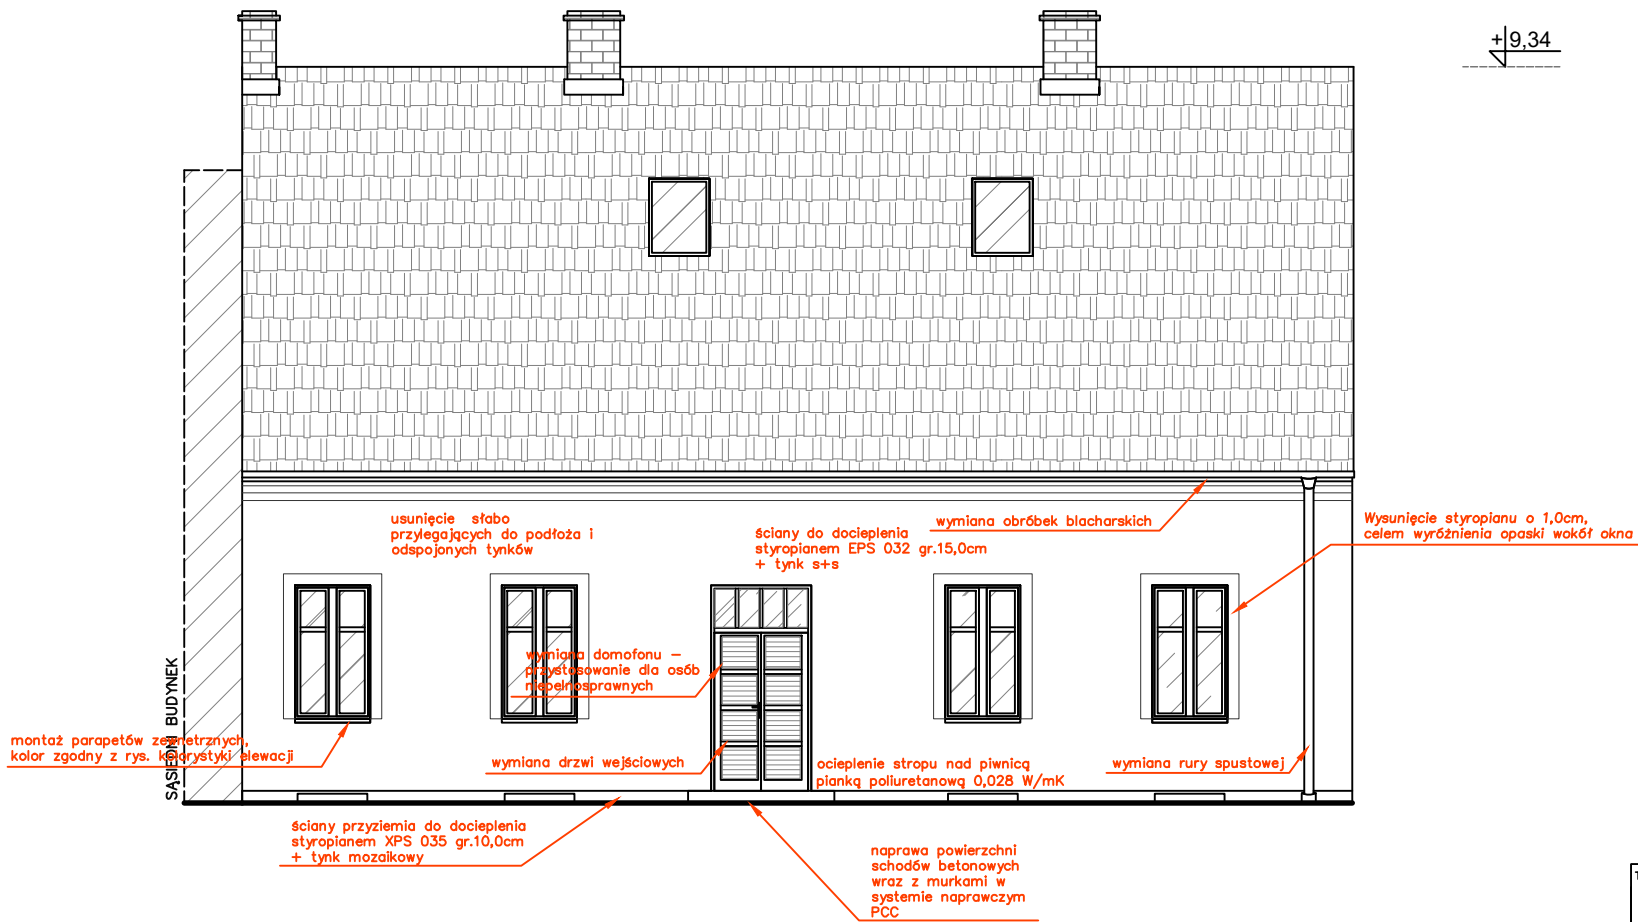 +9,34
usunięcie słabo
przylegających do podłoża i
odspojonych tynków
ściany do docieplenia
styropianem EPS 032 gr.15,0cm
+ tynk s+s
wymiana obróbek blacharskich
Wysunięcie styropianu o 1,0cm,
celem wyróżnienia opaski wokół okna
wymiana domofonu –
przystosowanie dla osób
niepełnosprawnych
SĄSIEDNI BUDYNEK
montaż parapetów zewnetrznych,
kolor zgodny z rys. kolorystyki elewacji
wymiana drzwi wejściowych
ocieplenie stropu nad piwnicą
pianką poliuretanową 0,028 W/mK
wymiana rury spustowej
ściany przyziemia do docieplenia
styropianem XPS 035 gr.10,0cm
+ tynk mozaikowy
naprawa powierzchni
schodów betonowych
wraz z murkami w
systemie naprawczym
PCC